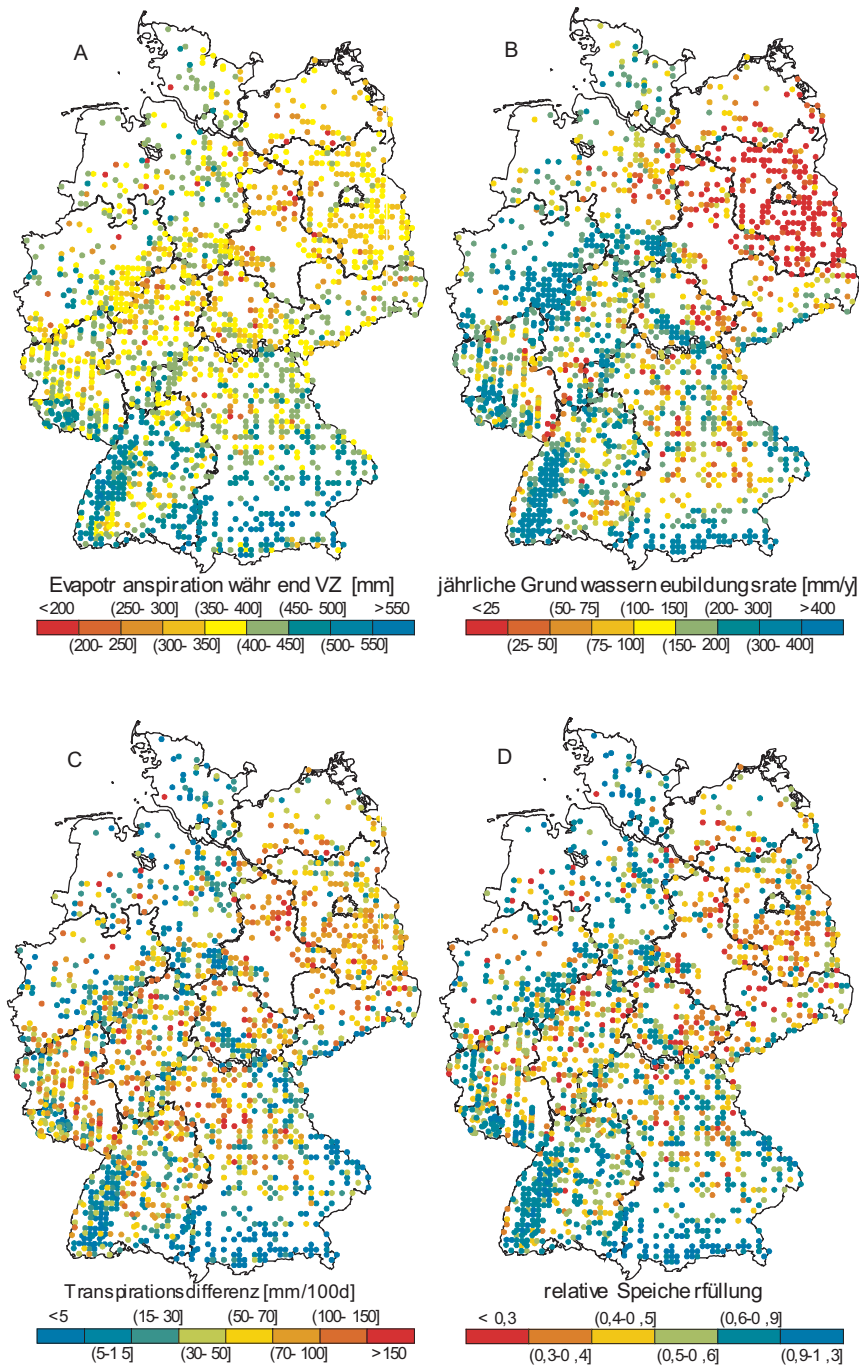 A
B
Evapotr anspiration währ end VZ [mm]
<200 (250- 300] (350- 400] (450- 500] >550
(200- 250] (300- 350] (400- 450] (500- 550]
jährliche Grund wassern eubildungsrate [mm/y]
<25 (50- 75] (100- 150] (200- 300] >400
(25- 50] (75- 100] (150- 200] (300- 400]
C
D
Transpirationsdifferenz [mm/100d]
<5 (15- 30] (50- 70] (100- 150]
(5-1 5] (30- 50] (70- 100] >150
relative Speiche rfüllung
< 0,3 (0,4-0 ,5] (0,6-0 ,9]
(0,3-0 ,4] (0,5-0 ,6] (0,9-1 ,3]